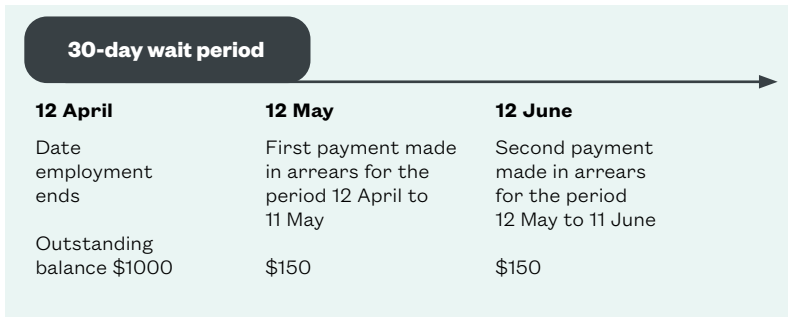 30-day wait period
12 April
Date
employment
ends
Outstanding
balance $1000
12 May
First payment made
in arrears for the
period 12 April to
11 May
$150
12 June
Second payment
made in arrears
for the period
12 May to 11 June
$150